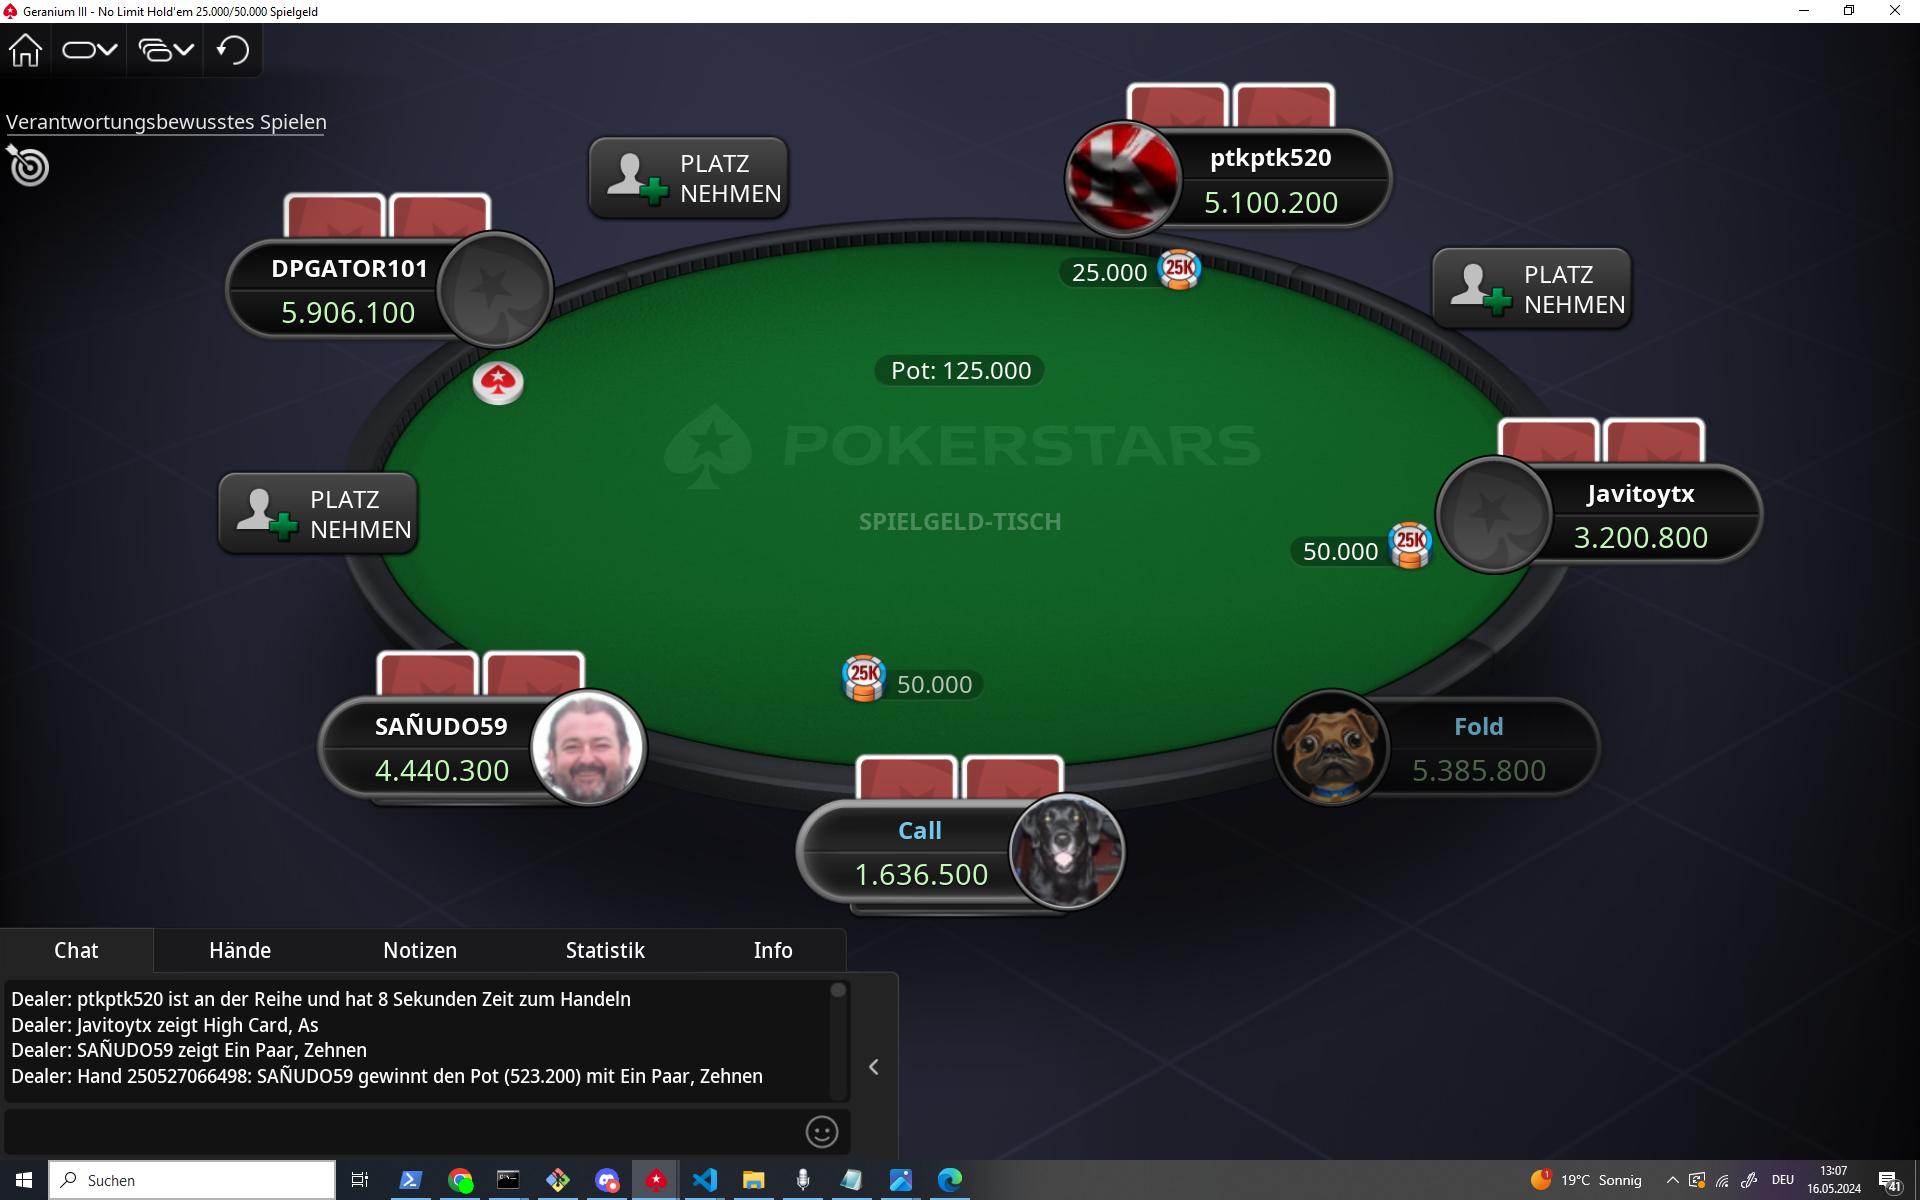 Geranium III - No Limit Hold'em 25.000/50.000 Spielgeld
Verantwortungsbewusstes Spielen
PLATZ
NEHMEN
ptkptk520
5.100.200
DPGATOR101
5.906.100
25.000
25K
PLATZ
NEHMEN
Pot: 125.000
POKERSTARS
SPIELGELD-TISCH
PLATZ
NEHMEN
Javitoytx
3.200.800
50.000
25K
25K
50.000
SAÑUDO59
4.440.300
Fold
5.385.800
Call
1.636.500
Chat Hände Notizen Statistik Info
Dealer: ptkptk520 ist an der Reihe und hat 8 Sekunden Zeit zum Handeln
Dealer: Javitoytx zeigt High Card, As
Dealer: SAÑUDO59 zeigt Ein Paar, Zehnen
Dealer: Hand 250527066498: SAÑUDO59 gewinnt den Pot (523.200) mit Ein Paar, Zehnen
Suchen
1
19°C Sonnig
DEU
13:07
16.05.2024
41